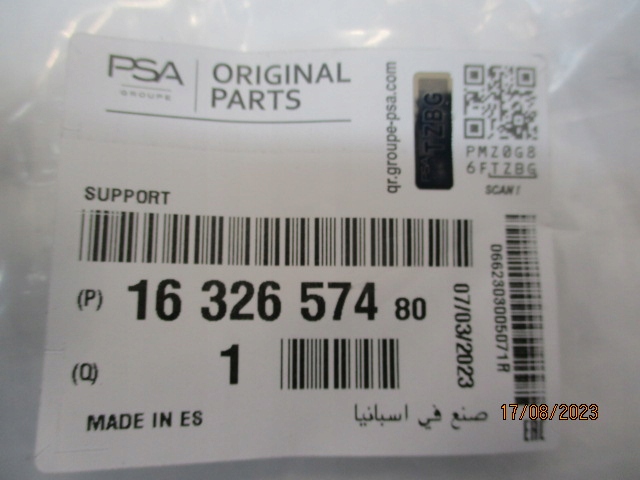 PSA
GROUPE
ORIGINAL
PARTS
qr.groupe-psa.com
PSA TZBG
PMZ0G8
6FTZBG
SCAN !
SUPPORT
(P) 16 326 574 80
07/03/2023
0662303005071R
(Q) 1
MADE IN ES
صنع في اسبانيا
17/08/2023